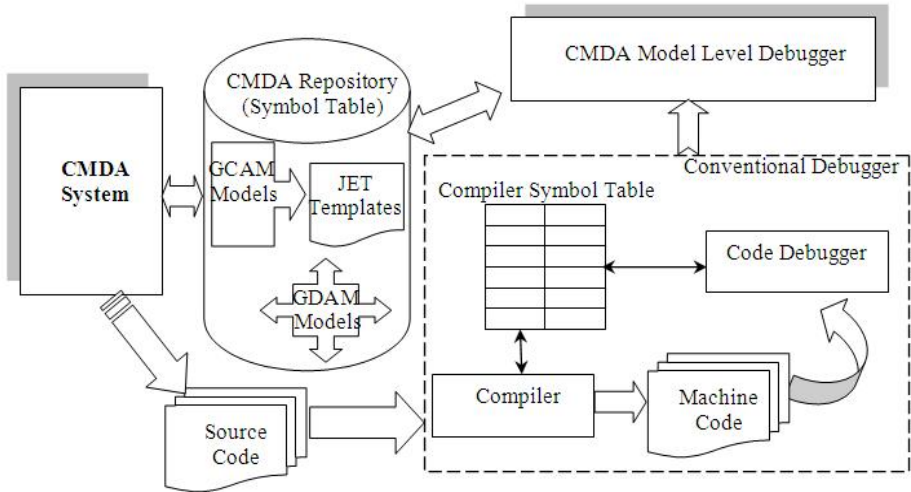 CMDA Model Level Debugger
CMDA Repository
(Symbol Table)
CMDA
System
GCAM
Models
JET
Templates
GDAM
Models
Conventional Debugger
Compiler Symbol Table
Code Debugger
Compiler
Machine
Code
Source
Code